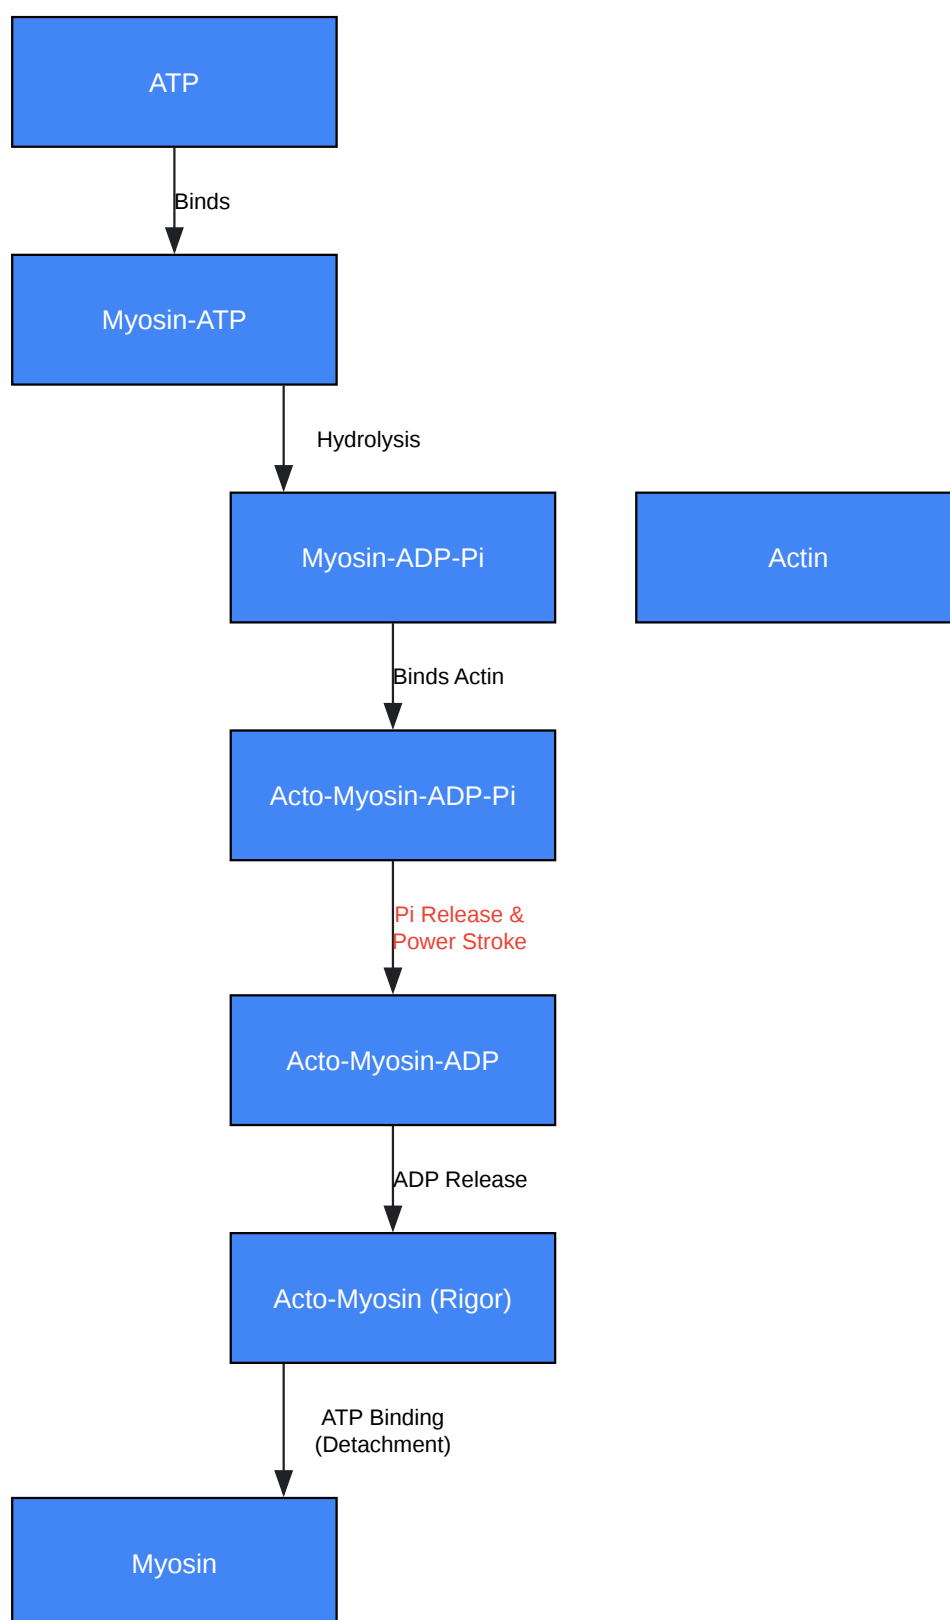 ATP
Binds
Myosin-ATP
Hydrolysis
Myosin-ADP-Pi
Actin
Binds Actin
Acto-Myosin-ADP-Pi
Pi Release &
Power Stroke
Acto-Myosin-ADP
ADP Release
Acto-Myosin (Rigor)
ATP Binding
(Detachment)
Myosin